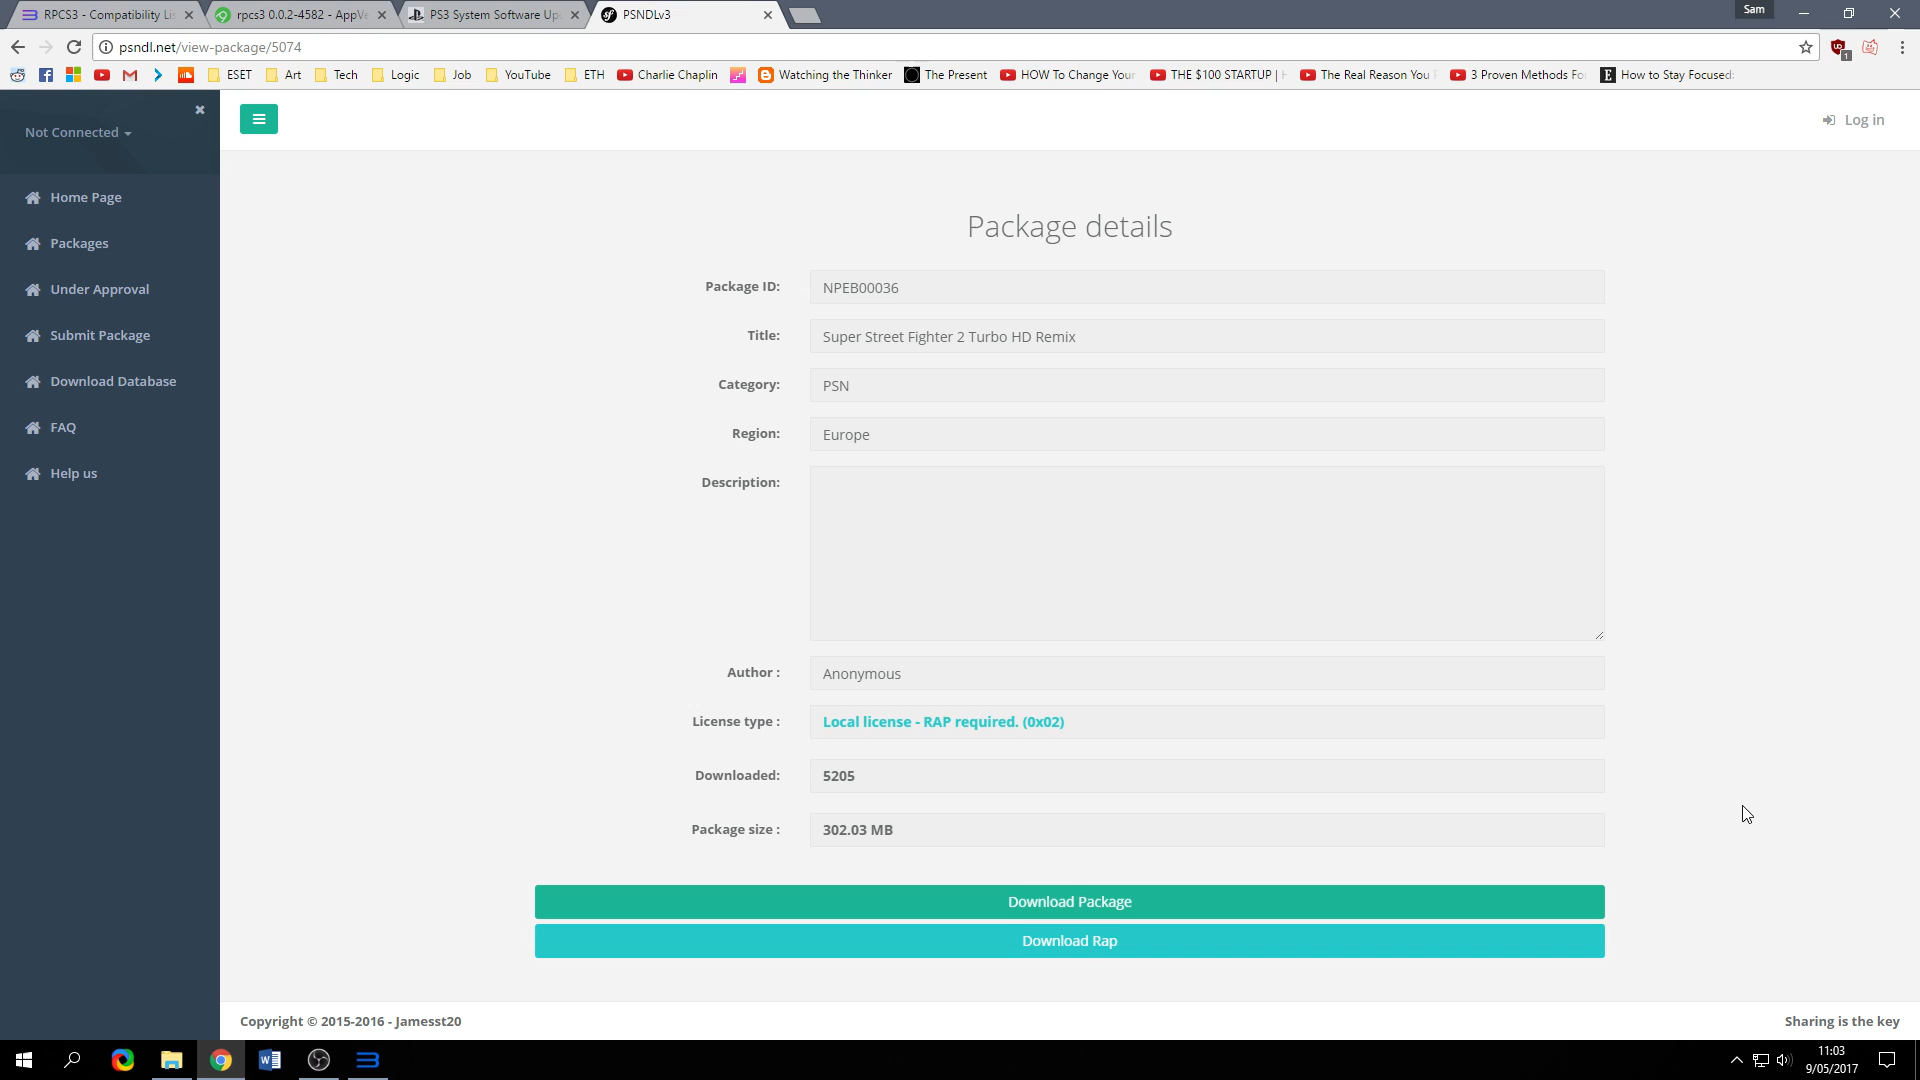 RPCS3 - Compatibility Lis
rpcs3 0.0.2-4582 - AppVe
PS3 System Software Up
PSNDLv3
Sam
psndl.net/view-package/5074
ESET
Art
Tech
Logic
Job
YouTube
ETH
Charlie Chaplin
Watching the Thinker
The Present
HOW To Change Your
THE $100 STARTUP |
The Real Reason You
3 Proven Methods Fo
How to Stay Focused:
Not Connected
Log in
Home Page
Packages
Under Approval
Submit Package
Download Database
FAQ
Help us
Package details
Package ID: NPEB00036
Title: Super Street Fighter 2 Turbo HD Remix
Category: PSN
Region: Europe
Description:
Author : Anonymous
License type : Local license - RAP required. (0x02)
Downloaded: 5205
Package size : 302.03 MB
Download Package
Download Rap
Copyright © 2015-2016 - Jamesst20
Sharing is the key
11:03
9/05/2017